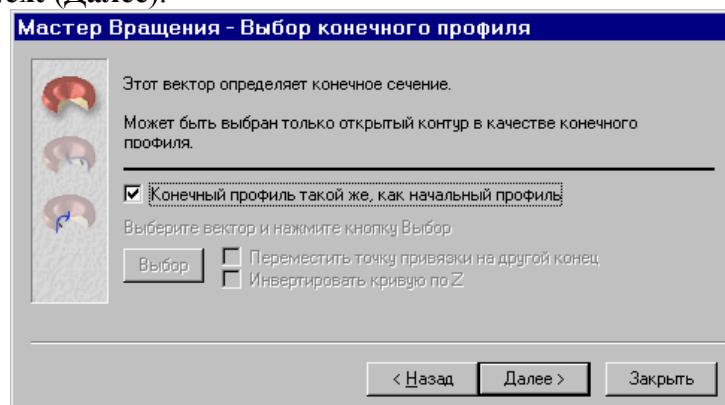 (Далее).
Мастер Вращения - Выбор конечного профиля
Этот вектор определяет конечное сечение.
Может быть выбран только открытый контур в качестве конечного
профиля.
Конечный профиль такой же, как начальный профиль
Выберите вектор и нажмите кнопку Выбор
Выбор
Переместить точку привязки на другой конец
Инвертировать кривую по Z
< Назад
Далее >
Закрыть